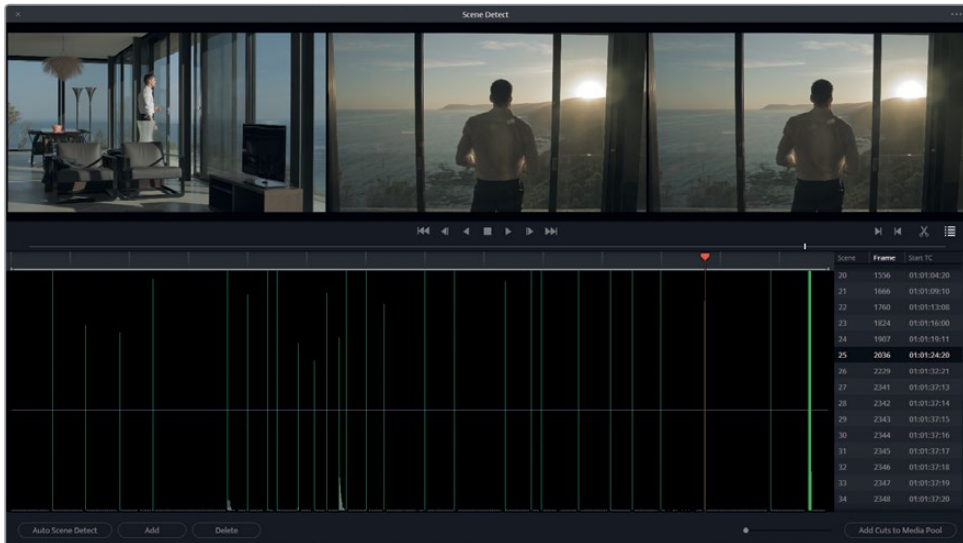 Scene Detect
Scene Frame Start TC
20 1556 01:01:04:20
21 1666 01:01:09:10
22 1760 01:01:13:08
23 1824 01:01:16:00
24 1907 01:01:19:11
25 2036 01:01:24:20
26 2229 01:01:32:21
27 2341 01:01:37:13
28 2342 01:01:37:14
29 2343 01:01:37:15
30 2344 01:01:37:16
31 2345 01:01:37:17
32 2346 01:01:37:18
33 2347 01:01:37:19
34 2348 01:01:37:20
Auto Scene Detect Add Delete Add Cuts to Media Pool